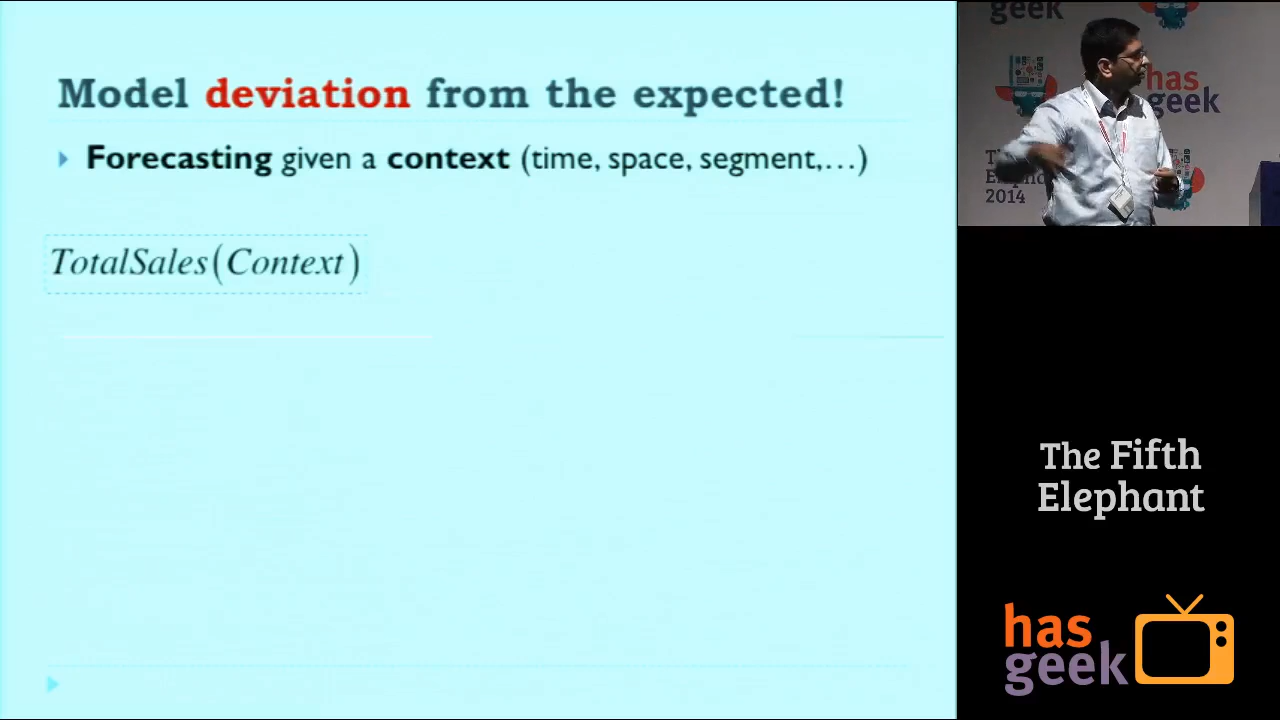 Model deviation from the expected!
Forecasting given a context (time, space, segment,…)
TotalSales(Context)
geek
has
geek
Elephant
2014
The Fifth
Elephant
has
geek